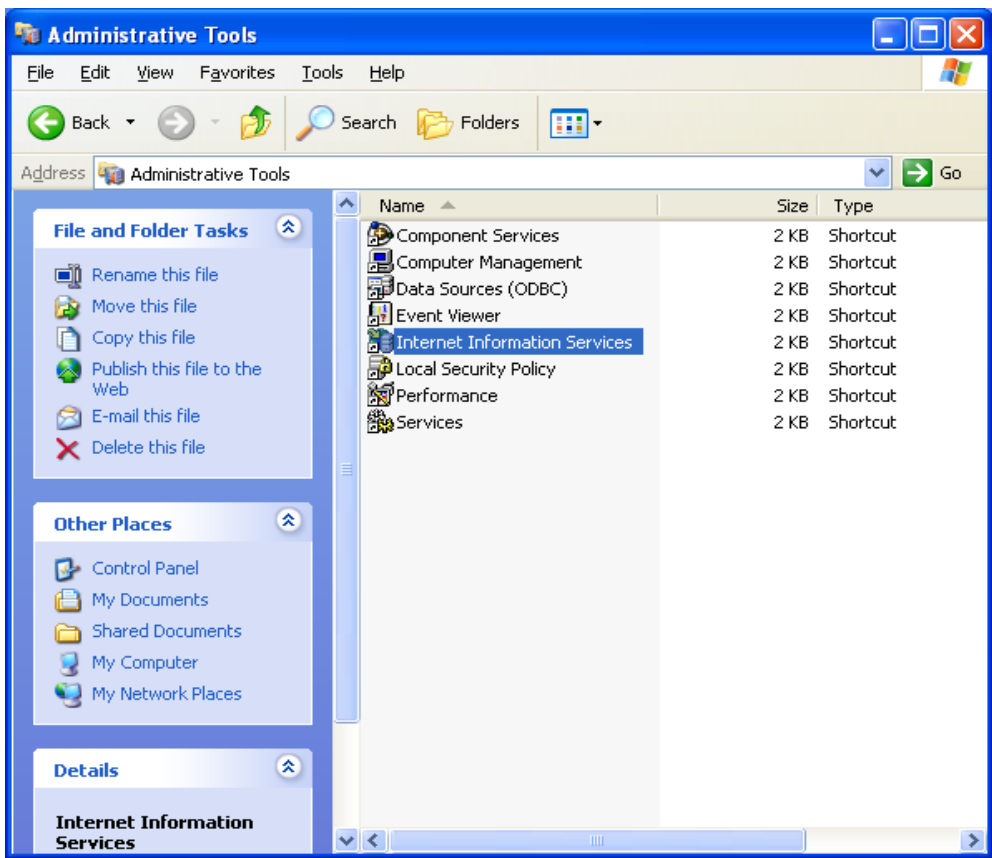 Administrative Tools
File Edit View Favorites Tools Help
Back Search Folders
Address Administrative Tools Go
File and Folder Tasks
Rename this file
Move this file
Copy this file
Publish this file to the
Web
E-mail this file
Delete this file
Other Places
Control Panel
My Documents
Shared Documents
My Computer
My Network Places
Details
Internet Information
Services
Name Size Type
Component Services 2 KB Shortcut
Computer Management 2 KB Shortcut
Data Sources (ODBC) 2 KB Shortcut
Event Viewer 2 KB Shortcut
Internet Information Services 2 KB Shortcut
Local Security Policy 2 KB Shortcut
Performance 2 KB Shortcut
Services 2 KB Shortcut